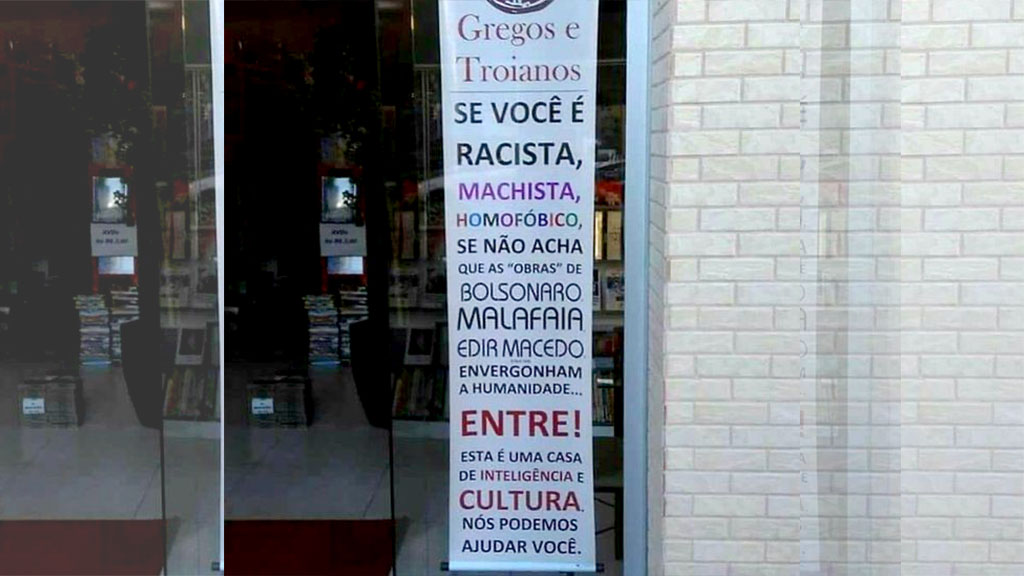 Gregos e
Troianos
SE VOCÊ É
RACISTA,
MACHISTA,
HOMOFÓBICO,
SE NÃO ACHA
QUE AS “OBRAS” DE
BOLSONARO
MALAFAIA
EDIR MACEDO
ENVERGONHAM
A HUMANIDADE...
ENTRE!
ESTA É UMA CASA
DE INTELIGÊNCIA E
CULTURA.
NÓS PODEMOS
AJUDAR VOCÊ.